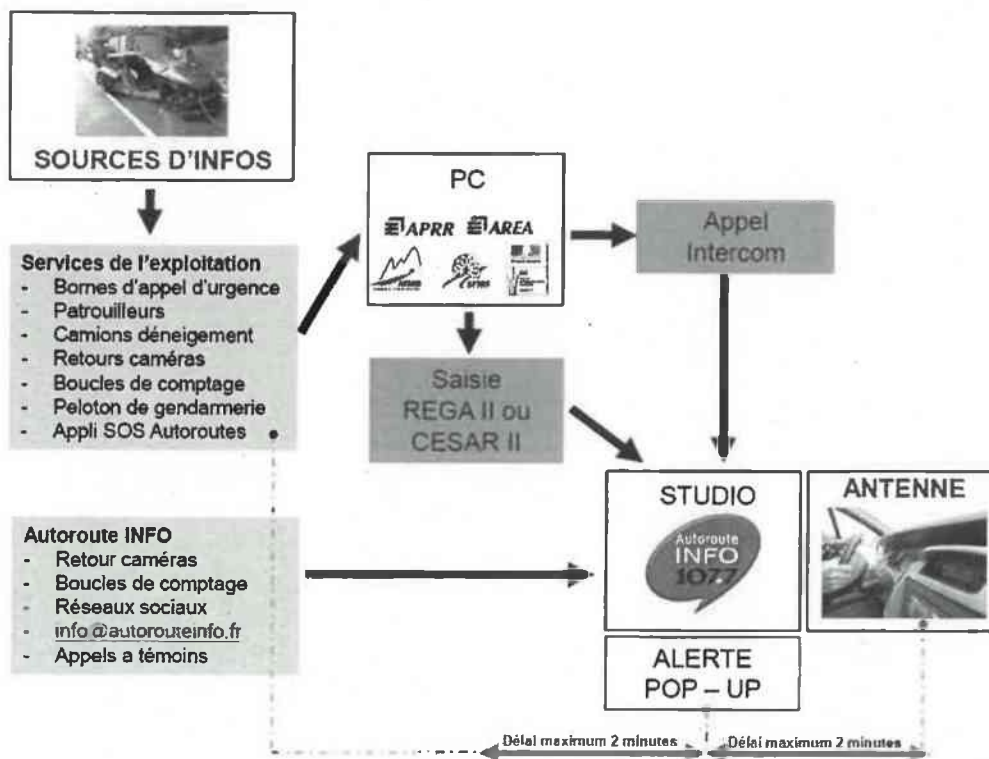 SOURCES D'INFOS
Services de l'exploitation
- Bornes d'appel d'urgence
- Patrouilleurs
- Camions déneigement
- Retours caméras
- Boucles de comptage
- Peloton de gendarmerie
- Appli SOS Autoroutes
PC
APRR AREA
Appel
Intercom
Saisie
REGA II ou
CESAR II
Autoroute INFO
- Retour caméras
- Boucles de comptage
- Réseaux sociaux
- info@autorouteinfo.fr
- Appels a témoins
STUDIO
Autoroute
INFO
107.7
ANTENNE
ALERTE
POP – UP
Délai maximum 2 minutes
Délai maximum 2 minutes